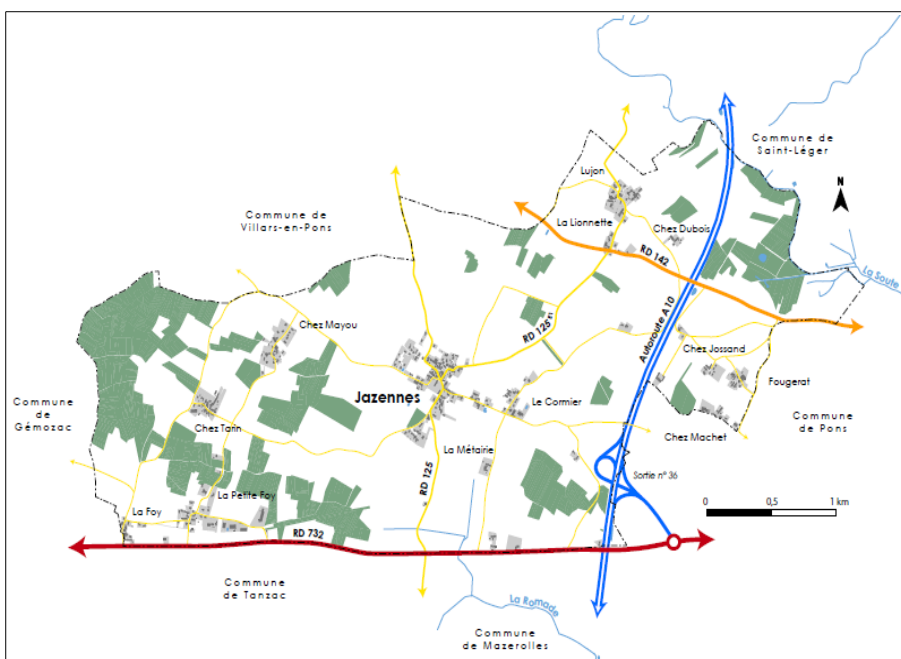 Commune de
Saint-Léger
Lujon
N
Commune de
Villars-en-Pons
La Lionnette
Chez Dubois
RD 142
La Soute
RD 125 E1
Autoroute A10
Chez Mayou
Chez Jossand
Jazennes
Fougerat
Le Cormier
Commune
de
Gémozac
Commune
de Pons
Chez Tarin
Chez Machet
La Métairie
RD 125
Sortie n° 36
La Petite Foy
0
0,5
1 km
La Foy
RD 732
Commune
de Tanzac
La Romade
Commune
de Mazerolles